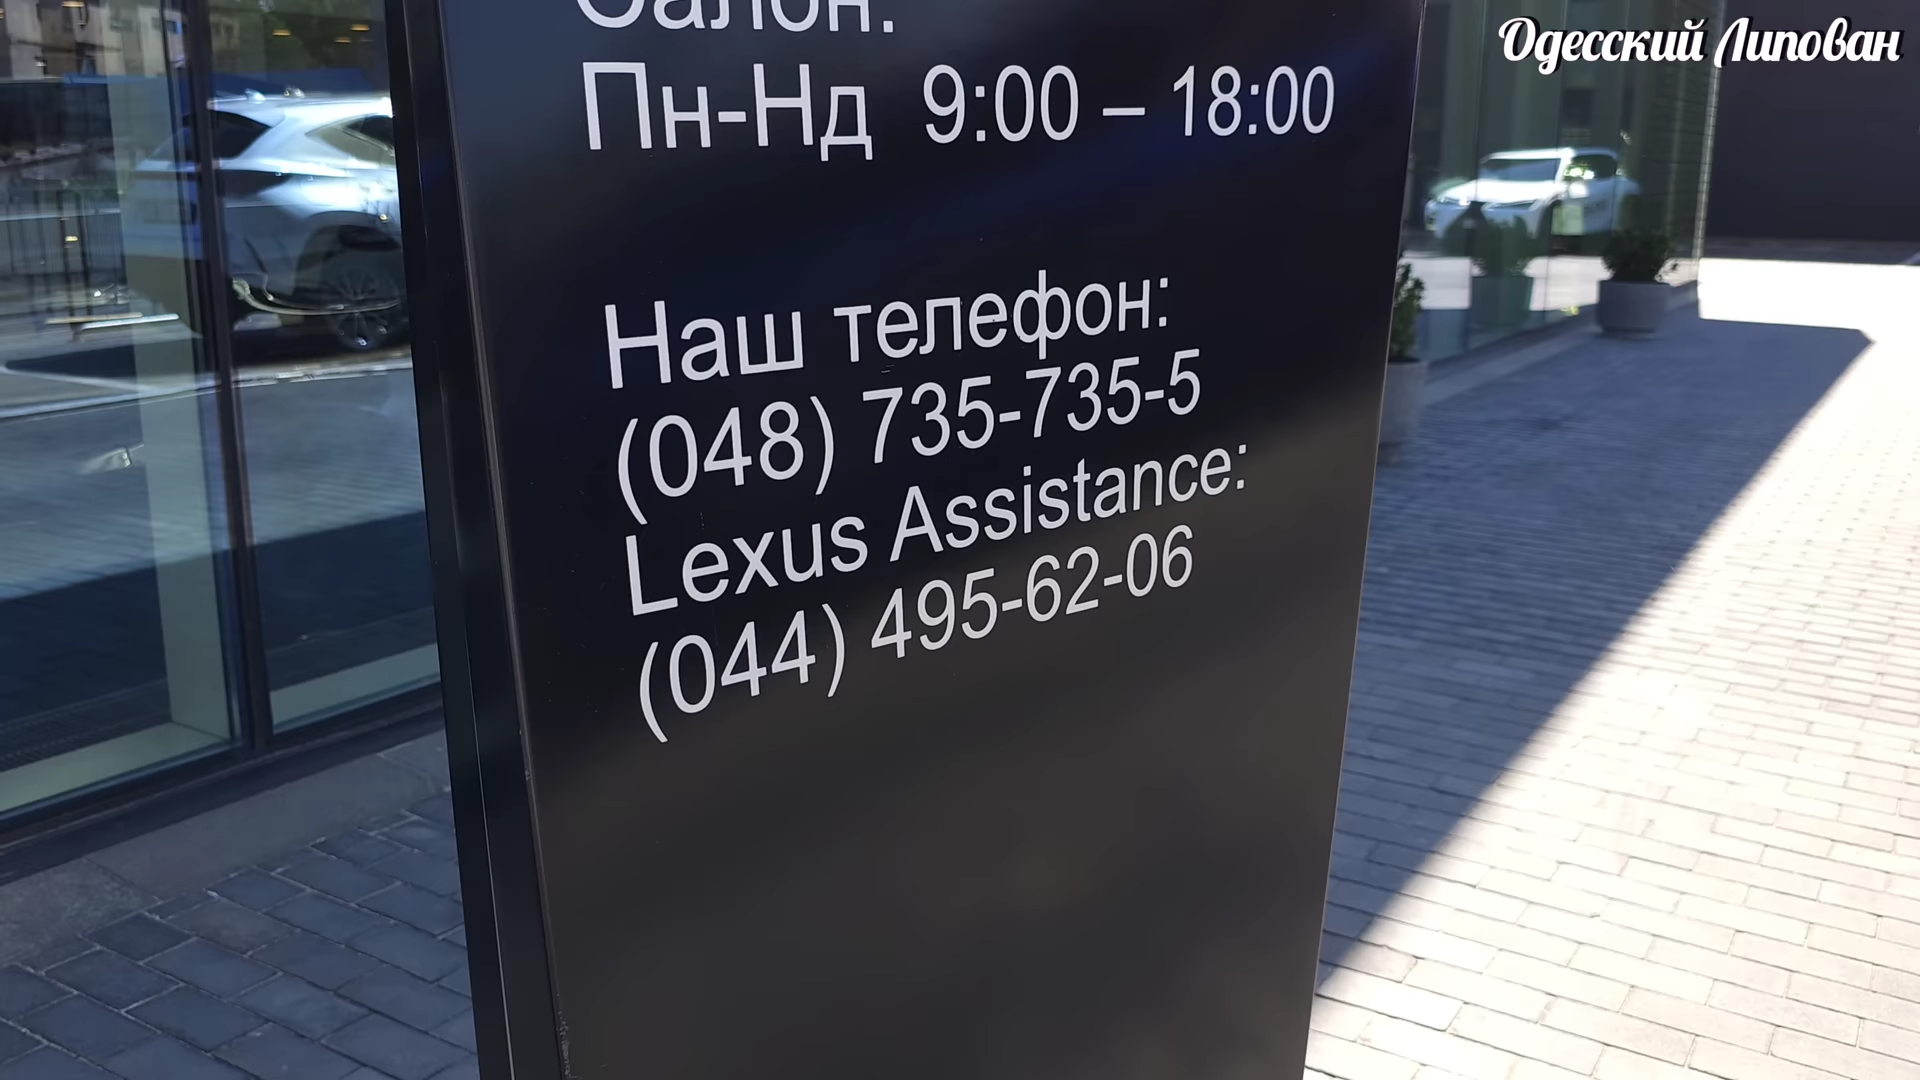 Одесский Липован
Салон:
Пн-Нд 9:00 – 18:00
Наш телефон:
(048) 735-735-5
Lexus Assistance:
(044) 495-62-06